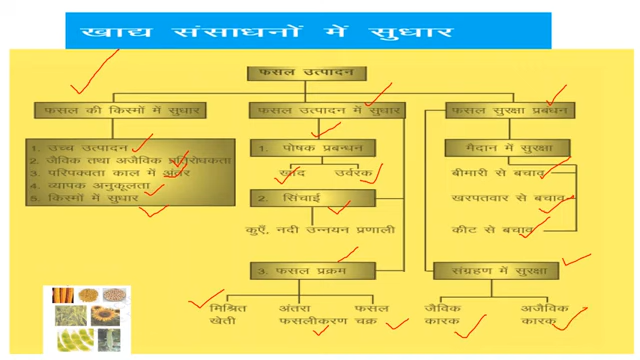 खाद्य संसाधनों में सुधार
फसल उत्पादन
फसल की किस्मों में सुधार
फसल उत्पादन में सुधार
फसल सुरक्षा प्रबंधन
1. उच्च उत्पादन
2. जैविक तथा अजैविक प्रतिरोधकता
3. परिपक्वता काल में अंतर
4. व्यापक अनुकूलता
5. किस्मों में सुधार
1. पोषक प्रबन्धन
खाद
उर्वरक
2. सिंचाई
कुएँ, नदी उन्नयन प्रणाली
3. फसल प्रक्रम
मिश्रित
खेती
अंतरा
फसलीकरण
फसल
चक्र
मैदान में सुरक्षा
बीमारी से बचाव
खरपतवार से बचाव
कीट से बचाव
संग्रहण में सुरक्षा
जैविक
कारक
अजैविक
कारक